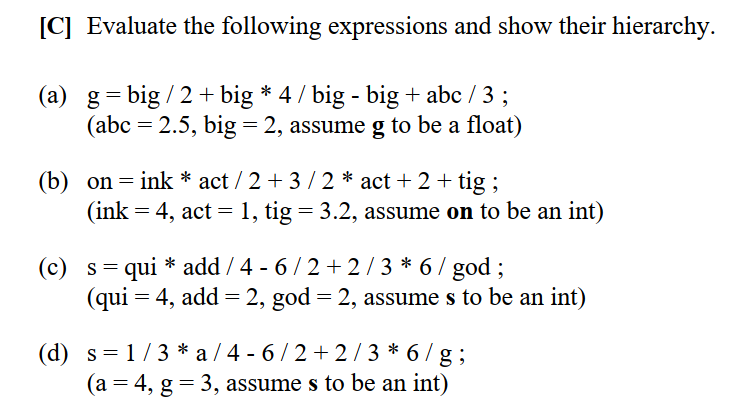 [C] Evaluate the following expressions and show their hierarchy.
(a) g = big / 2 + big * 4 / big - big + abc / 3 ;
(abc = 2.5, big = 2, assume g to be a float)
(b) on = ink * act / 2 + 3 / 2 * act + 2 + tig ;
(ink = 4, act = 1, tig = 3.2, assume on to be an int)
(c) s = qui * add / 4 - 6 / 2 + 2 / 3 * 6 / god ;
(qui = 4, add = 2, god = 2, assume s to be an int)
(d) s = 1 / 3 * a / 4 - 6 / 2 + 2 / 3 * 6 / g ;
(a = 4, g = 3, assume s to be an int)